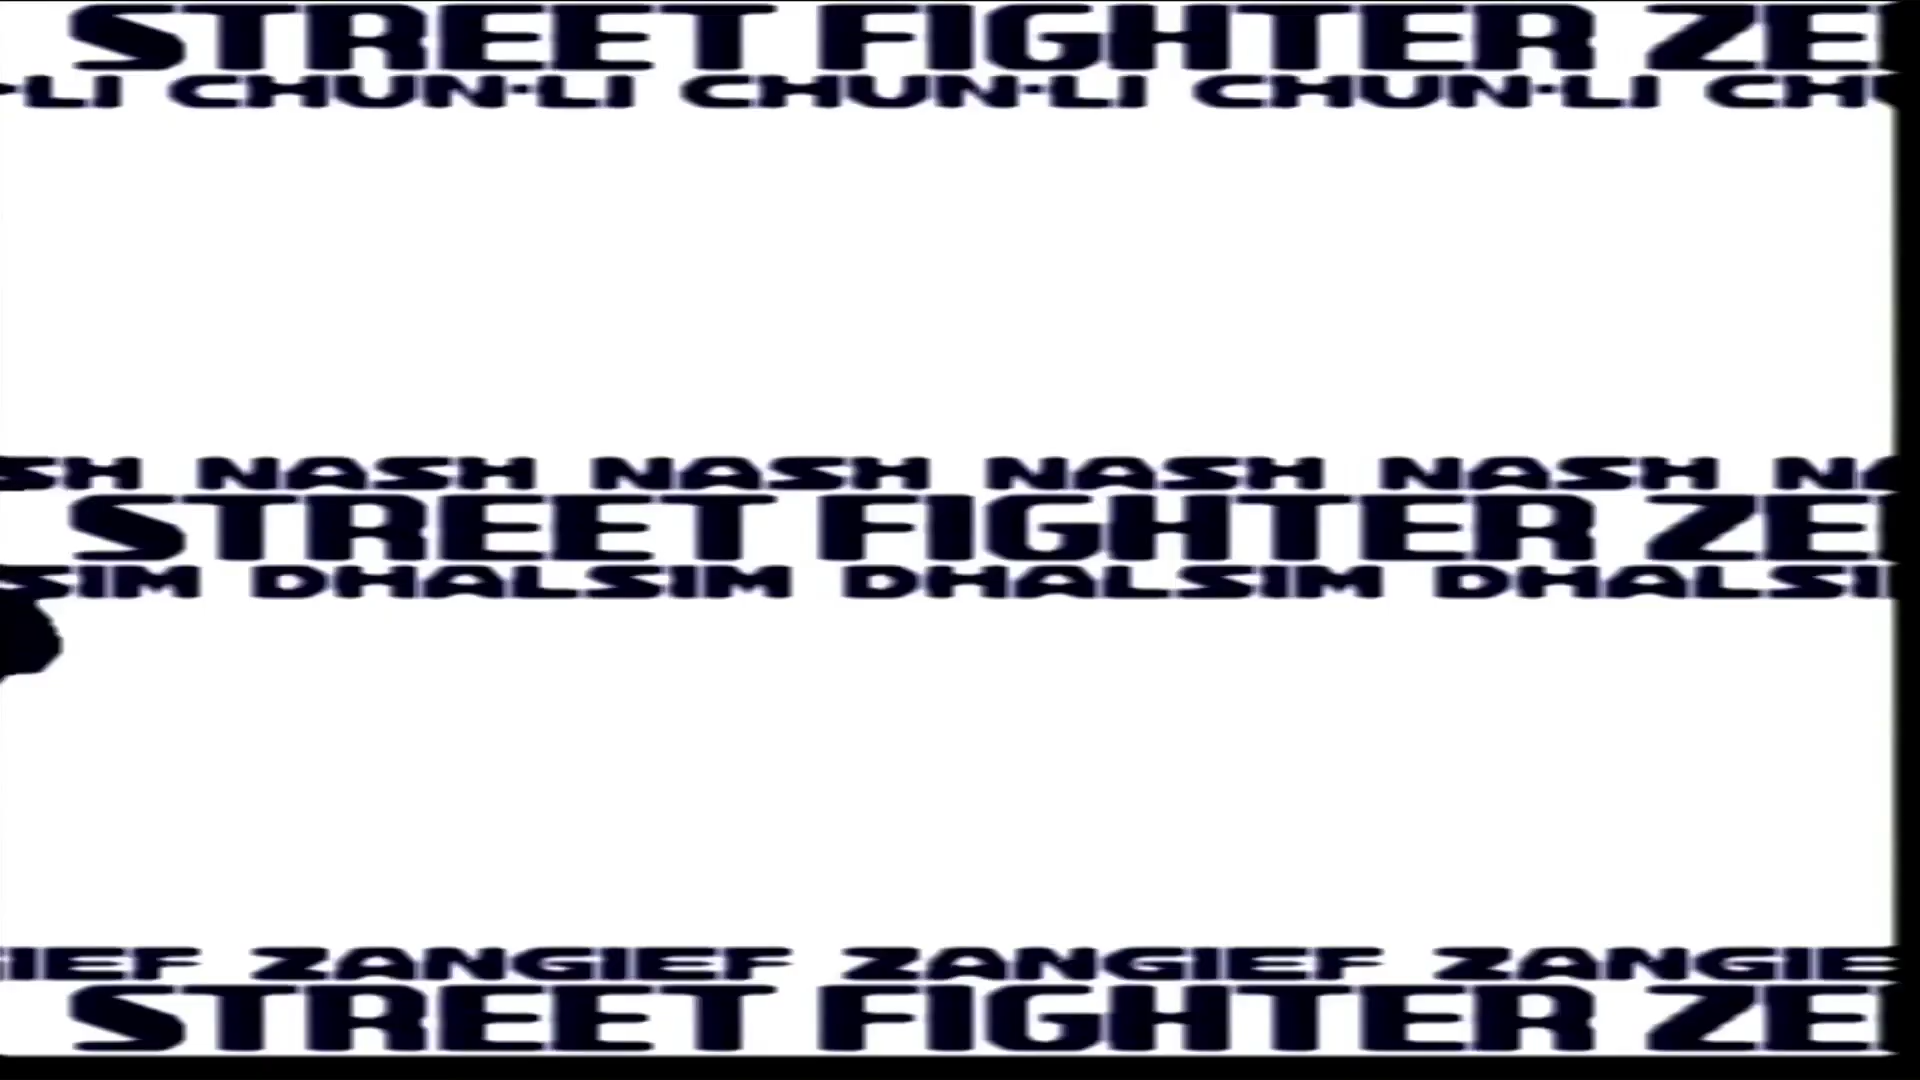 STREET FIGHTER ZE
LI CHUN·LI CHUN·LI CHUN·LI CH
SH NASH NASH NASH NASH N
STREET FIGHTER ZE
SIM DHALSIM DHALSIM DHALSI
IEF ZANGIEF ZANGIEF ZANGIE
STREET FIGHTER ZE